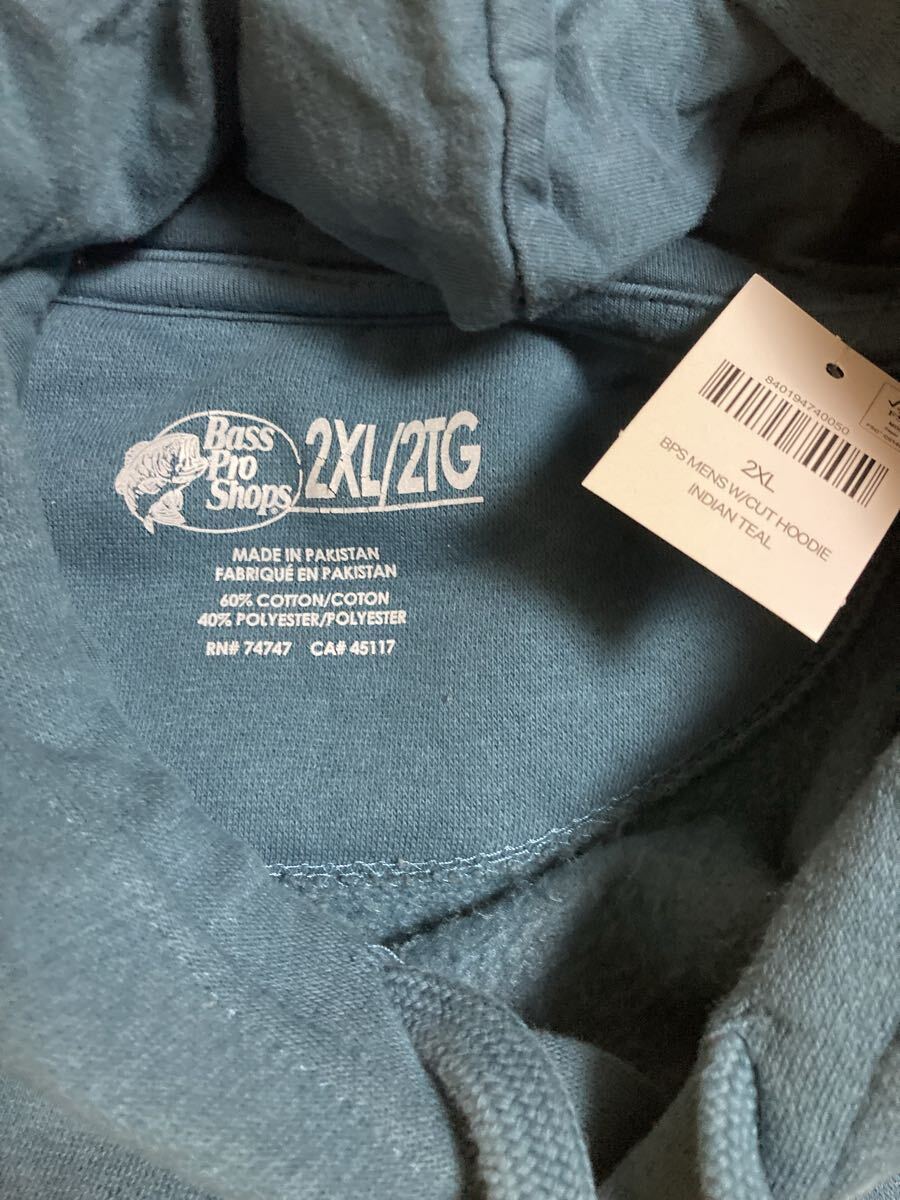 Bass
Pro
Shops
2XL/2TG
MADE IN PAKISTAN
FABRIQUÉ EN PAKISTAN
60% COTTON/COTON
40% POLYESTER/POLYESTER
RN# 74747 CA# 45117
840194740050
2XL
BPS MENS W/CUT HOODIE
INDIAN TEAL